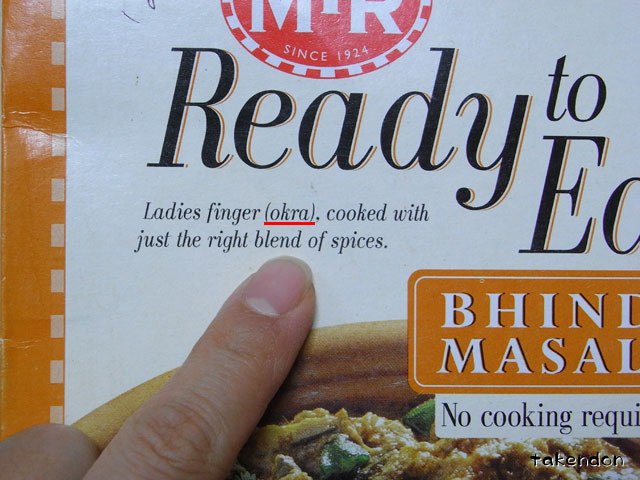 MTR
SINCE 1924
Ready to
Ladies finger (okra), cooked with
just the right blend of spices.
BHIND
MASAL
No cooking requi
takendon